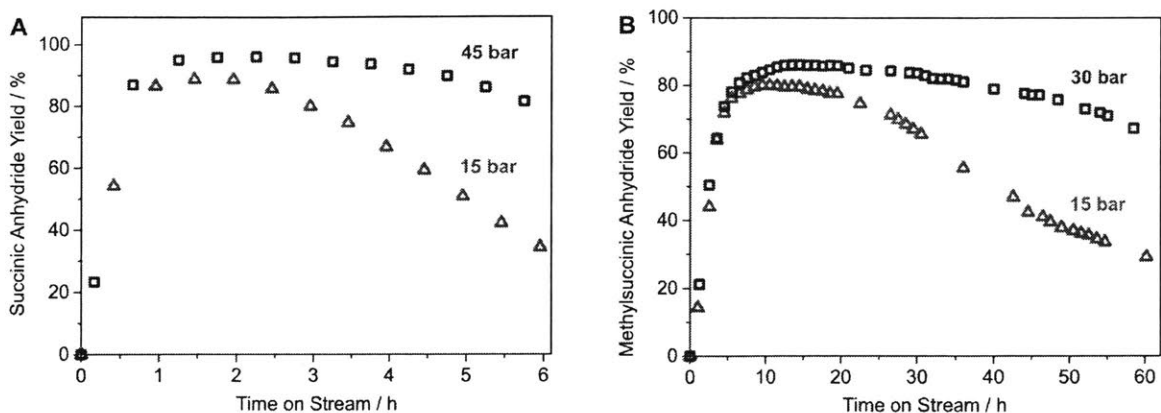 A
Succinic Anhydride Yield / %
100
80
60
40
20
0
45 bar
15 bar
0 1 2 3 4 5 6
Time on Stream / h
B
Methylsuccinic Anhydride Yield / %
100
80
60
40
20
0
30 bar
15 bar
0 10 20 30 40 50 60
Time on Stream / h